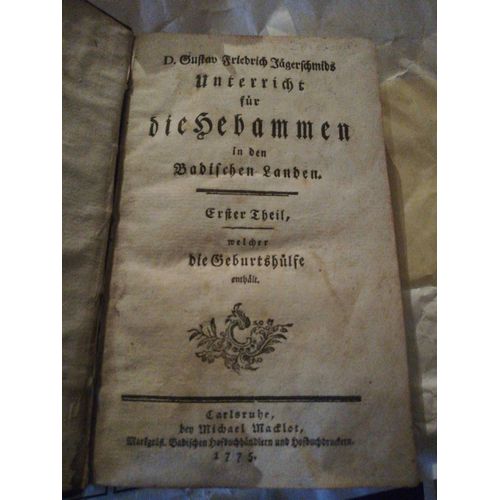 D. Gustav Friedrich Jägerschmids
Unterricht
für
die Hebammen
in den
Badischen Landen.
Erster Theil,
welcher
die Geburtshülfe
enthält.
Carlsruhe,
bey Michael Macklot,
Markgräfl. Badischen Hofbuchhändlern und Hofbuchdruckern.
1775.